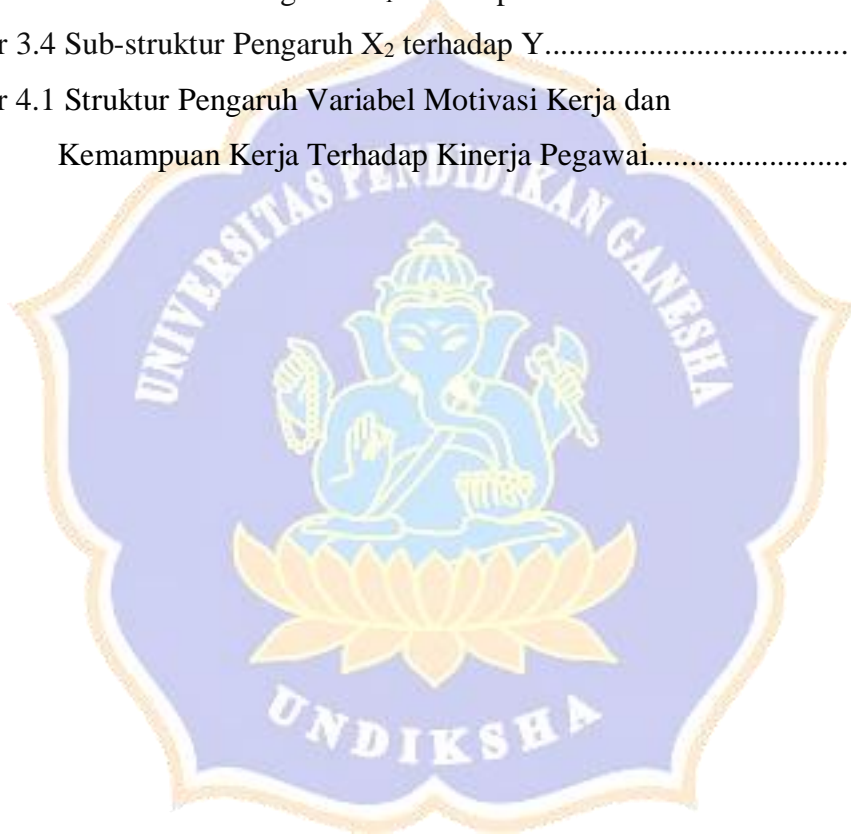 r 3.4 Sub-struktur Pengaruh X₂ terhadap Y......................................
r 4.1 Struktur Pengaruh Variabel Motivasi Kerja dan
Kemampuan Kerja Terhadap Kinerja Pegawai.........................
UNIVERSITAS PENDIDIKAN GANESHA
UNDIKSHA